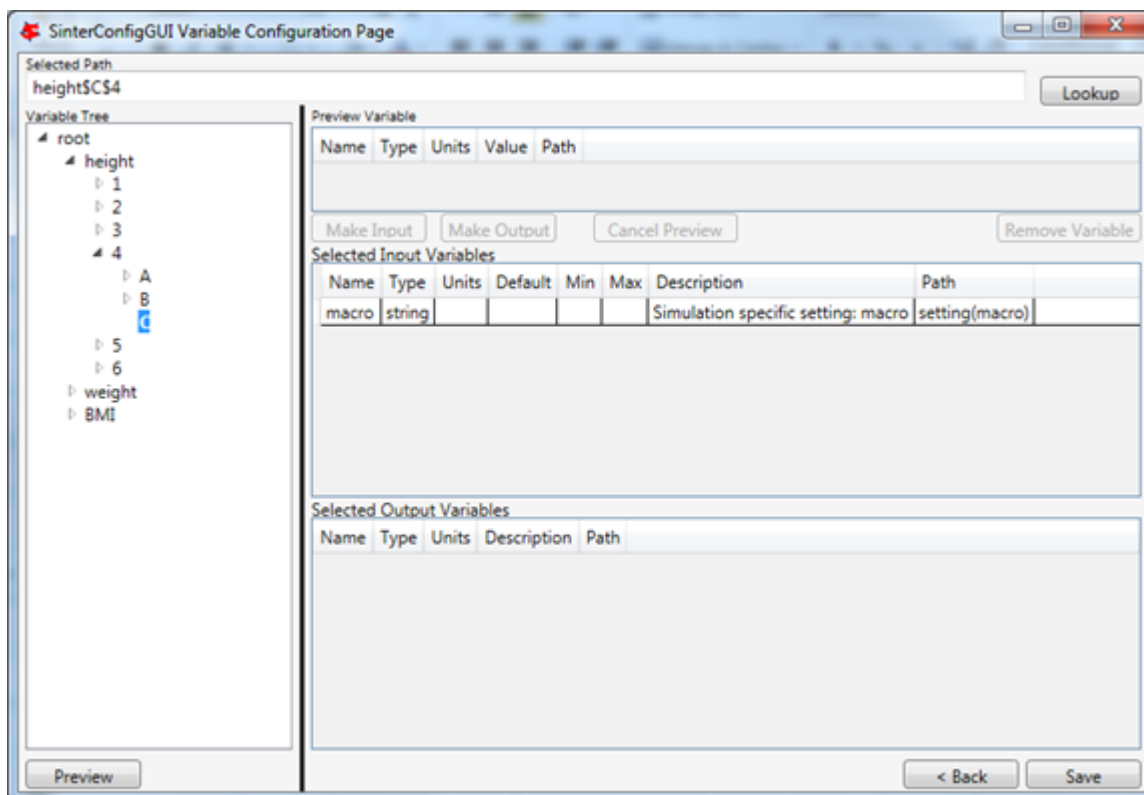 SinterConfigGUI Variable Configuration Page
Selected Path
height$C$4
Lookup
Variable Tree
root
height
1
2
3
4
A
B
C
5
6
weight
BMI
Preview
Preview Variable
Name Type Units Value Path
Make Input Make Output Cancel Preview Remove Variable
Selected Input Variables
Name Type Units Default Min Max Description Path
macro string Simulation specific setting: macro setting(macro)
Selected Output Variables
Name Type Units Description Path
< Back Save